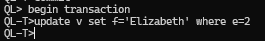 QL> begin transaction
QL-T>update v set f='Elizabeth' where e=2
QL-T>